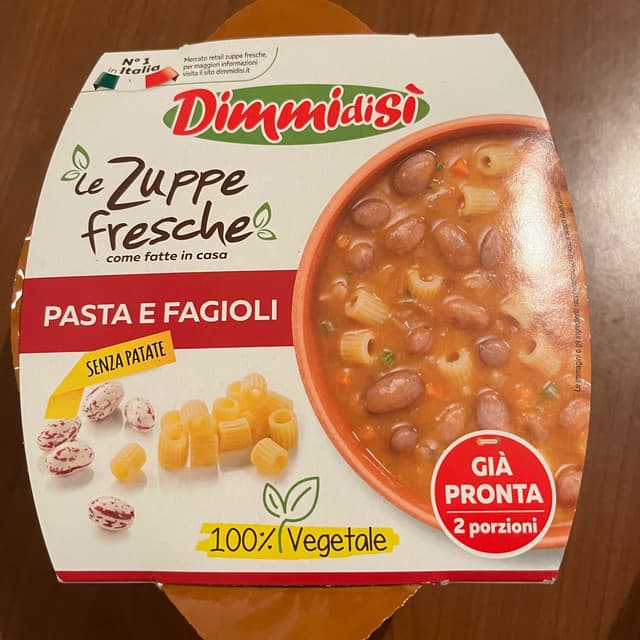 N° 1
in Italia
Mercato retail zuppe fresche,
per maggiori informazioni
visita il sito dimmidisi.it
DimmidiSì
le Zuppe
fresche
come fatte in casa
PASTA E FAGIOLI
SENZA PATATE
GIÀ
PRONTA
2 porzioni
100% Vegetale